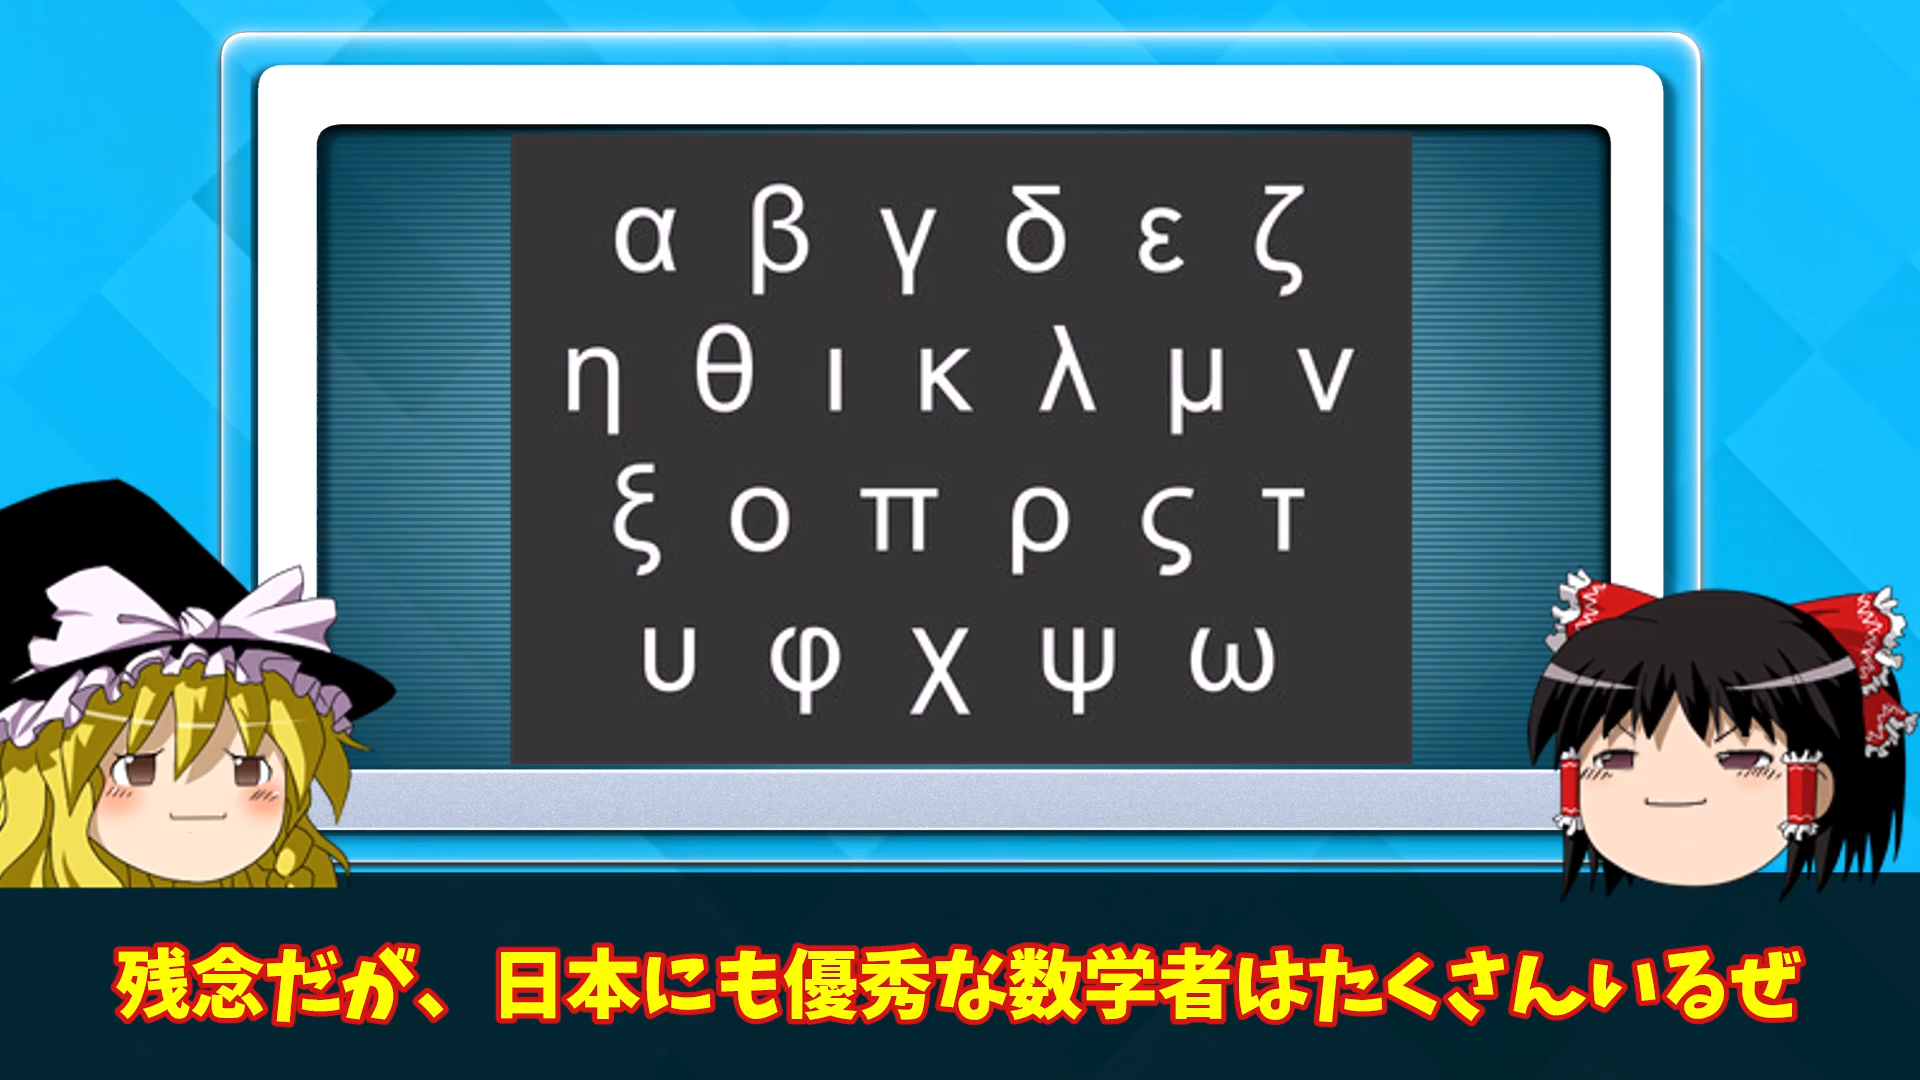 α β γ δ ε ζ
η θ ι κ λ μ ν
ξ ο π ρ ς τ
υ φ χ ψ ω
残念だが、日本にも優秀な数学者はたくさんいるぜ